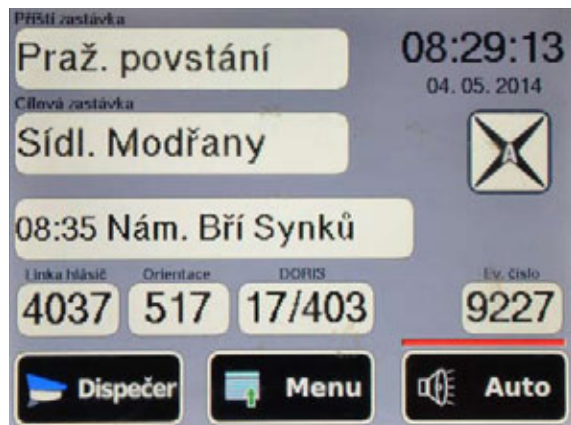 Příští zastávka
Praž. povstání
08:29:13
04. 05. 2014
Cílová zastávka
Sídl. Modřany
A
08:35 Nám. Bří Synků
Linka hlásič
Orientace
DORIS
Ev. číslo
4037
517
17/403
9227
Dispečer
Menu
Auto